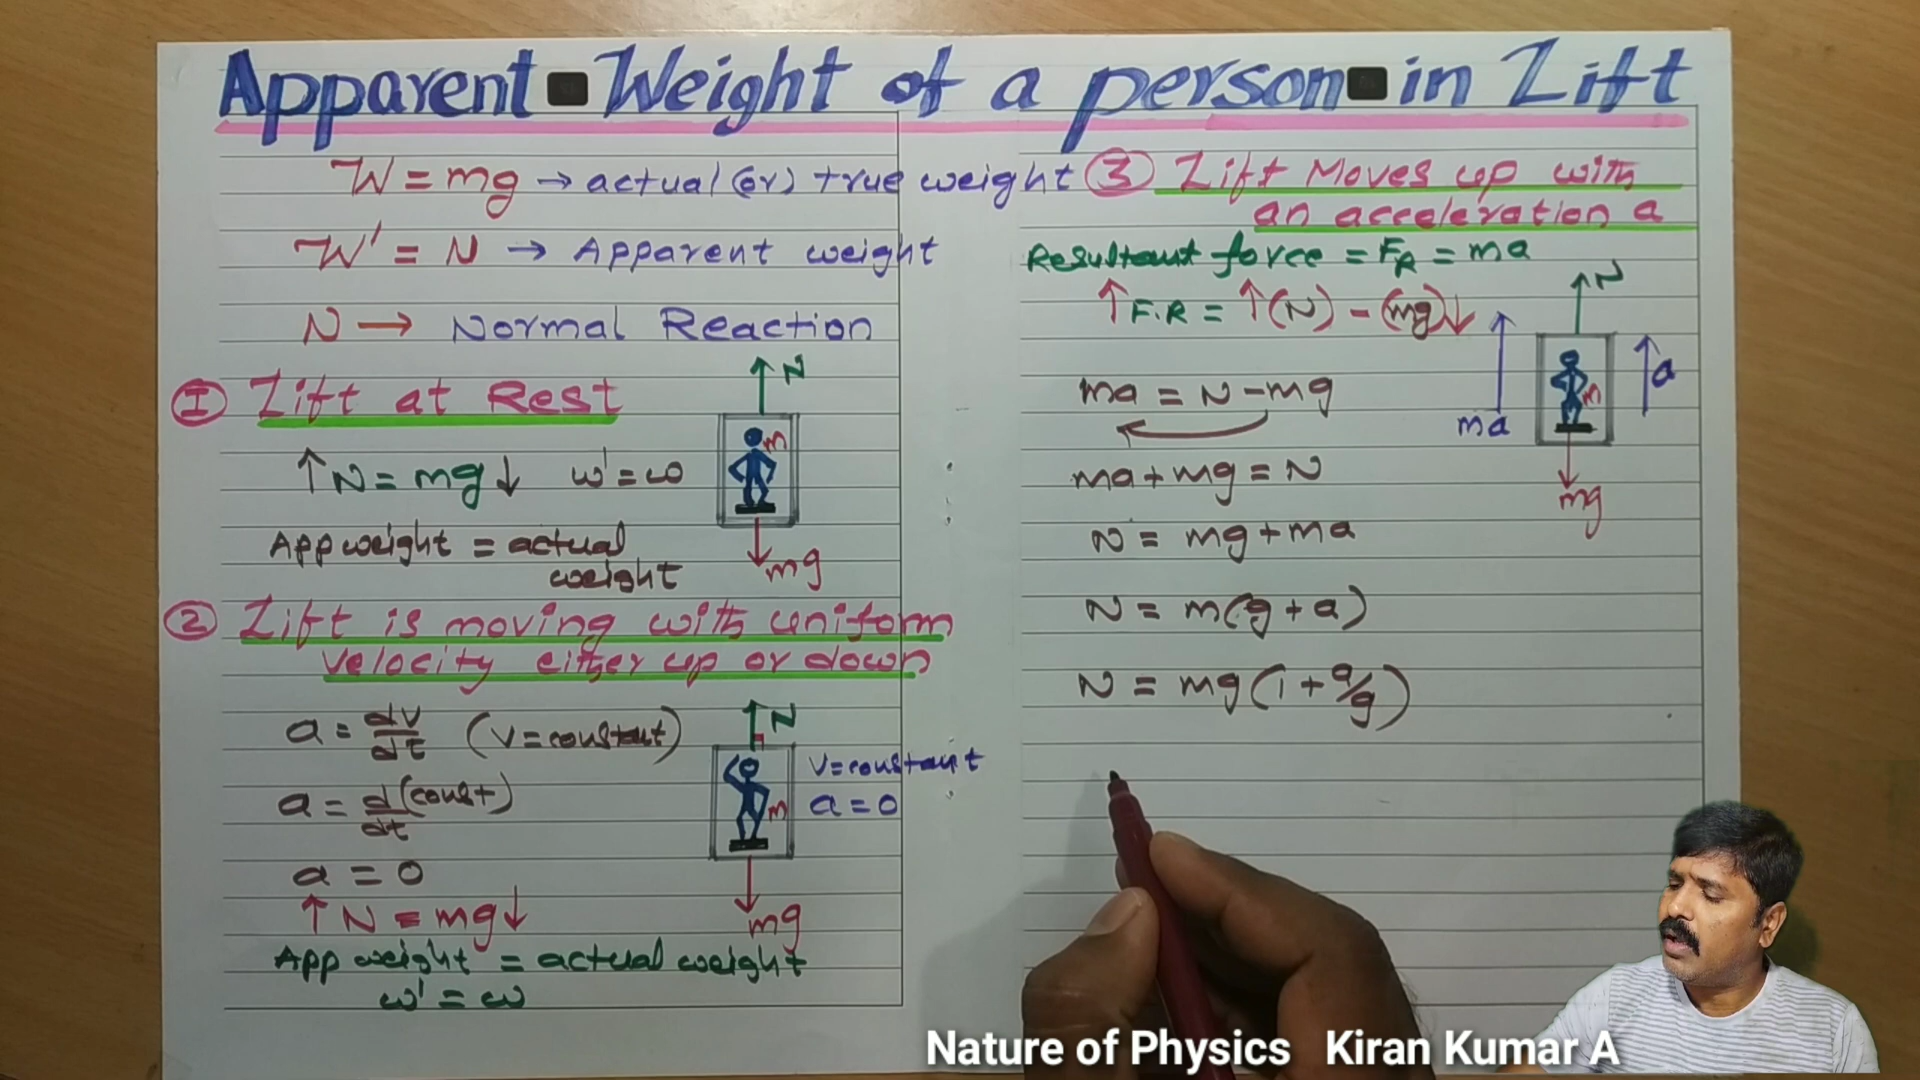 Apparent Weight of a person in Lift
W = mg → actual (or) true weight
W' = N → Apparent weight
N → Normal Reaction
① Lift at Rest
↑N = mg↓ w' = w
App weight = actual
weight
N
m
mg
② Lift is moving with uniform
velocity either up or down
a = dv/dt (v = constant)
a = d(const)/dt
a = 0
↑N = mg↓
App weight = actual weight
w' = w
N
m
v = constant
a = 0
mg
③ Lift Moves up with
an acceleration a
Resultant force = FR = ma
↑F.R = ↑(N) - (mg)↓
ma = N - mg
ma + mg = N
N = mg + ma
N = m(g + a)
N = mg(1 + a/g)
N
m
a
ma
mg
Nature of Physics Kiran Kumar A